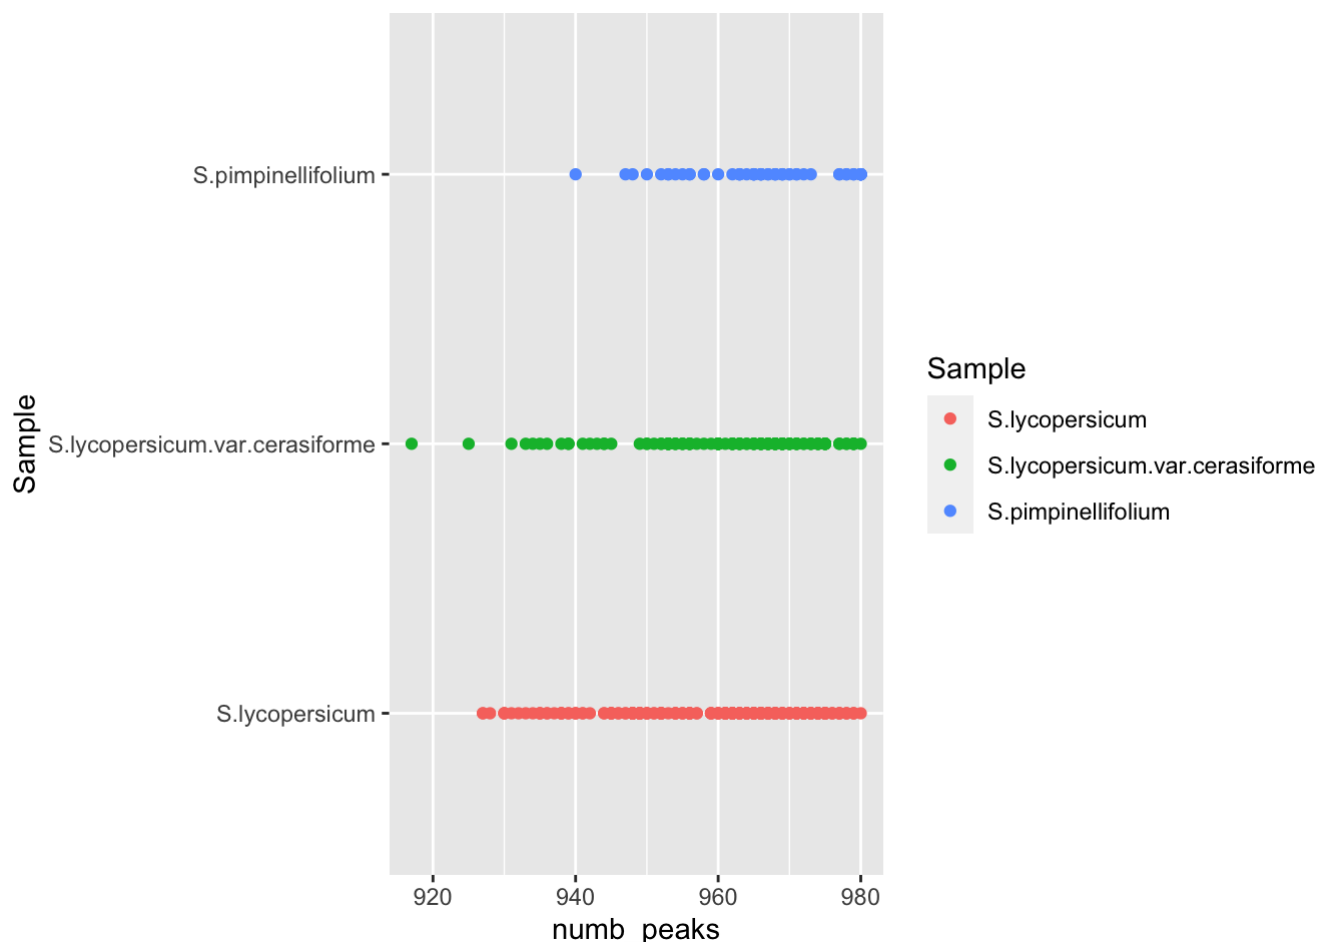 S.pimpinellifolium
S.lycopersicum.var.cerasiforme
S.lycopersicum
Sample
920 940 960 980
numb_peaks
Sample
S.lycopersicum
S.lycopersicum.var.cerasiforme
S.pimpinellifolium